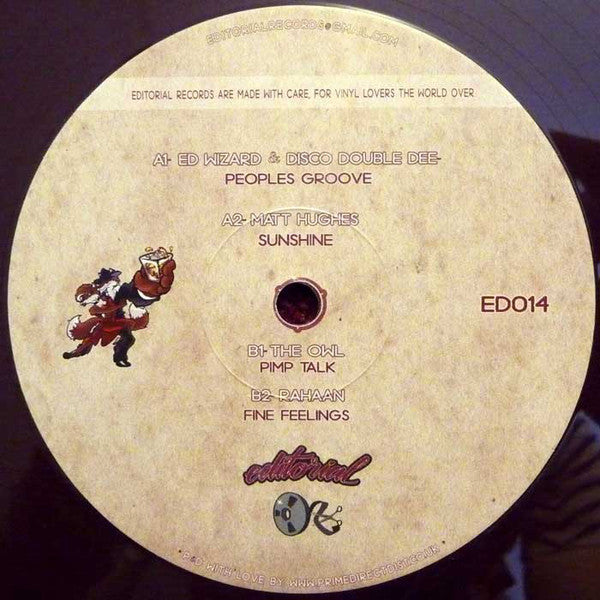 EDITORIALRECORDS@GMAIL.COM
EDITORIAL RECORDS ARE MADE WITH CARE, FOR VINYL LOVERS THE WORLD OVER
A1- ED WIZARD & DISCO DOUBLE DEE-
PEOPLES GROOVE
A2- MATT HUGHES
SUNSHINE
ED014
B1- THE OWL
PIMP TALK
B2- RAHAAN
FINE FEELINGS
editorial
P&D WITH LOVE BY: WWW.PRIMEDIRECTDIST.CO.UK